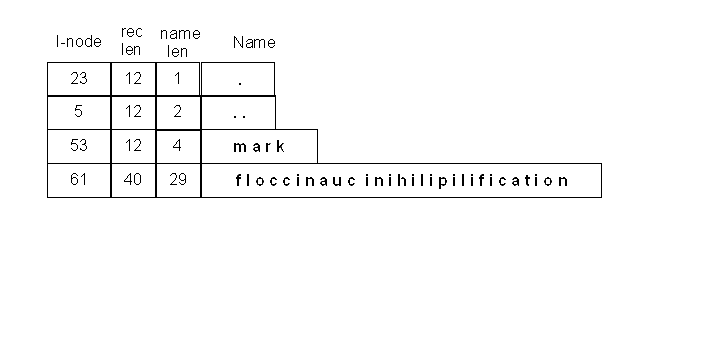 I-node rec len name len Name
23 12 1 .
5 12 2 ..
53 12 4 mark
61 40 29 floccinaucinihilipilification